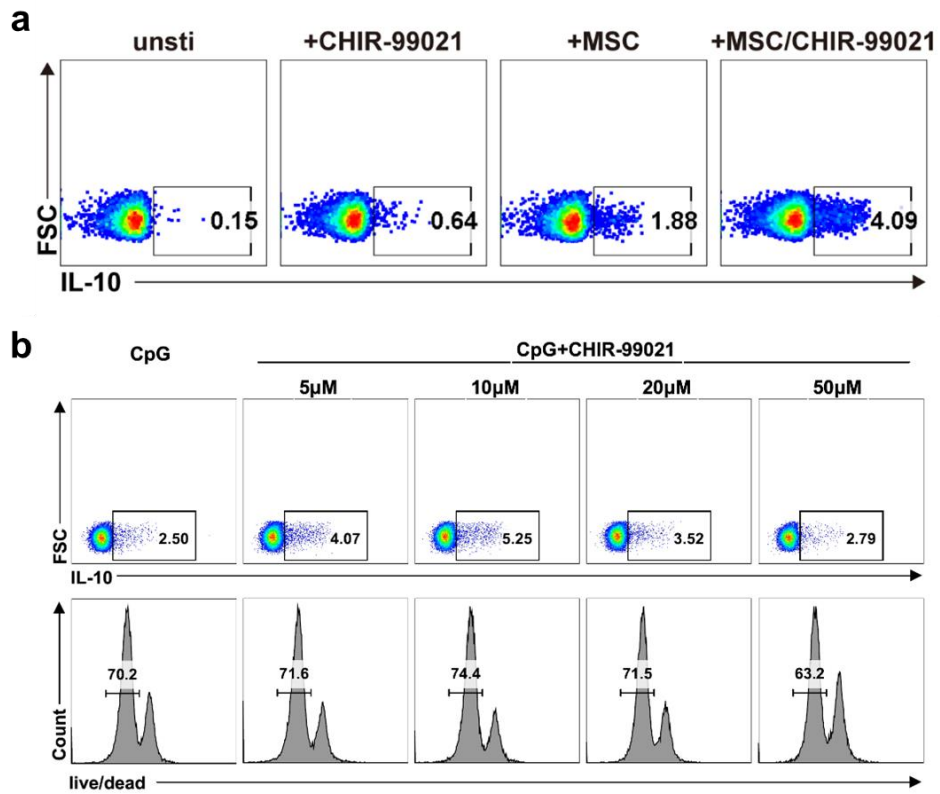 a
unsti +CHIR-99021 +MSC +MSC/CHIR-99021
FSC
0.15 0.64 1.88 4.09
IL-10
b
CpG CpG+CHIR-99021
5μM 10μM 20μM 50μM
FSC
2.50 4.07 5.25 3.52 2.79
IL-10
Count
70.2 71.6 74.4 71.5 63.2
live/dead